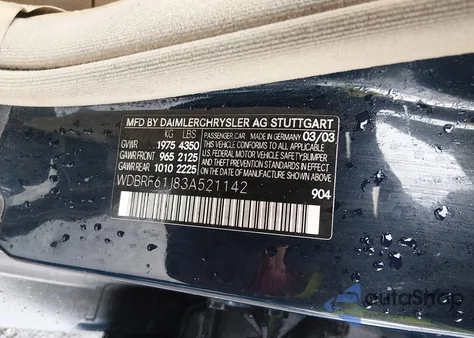 MFD BY DAIMLERCHRYSLER AG STUTTGART
KG LBS PASSENGER CAR MADE IN GERMANY 03/03
GVWR 1975 4350 THIS VEHICLE CONFORMS TO ALL APPLICABLE
GAWR FRONT 965 2125 U.S. FEDERAL MOTOR VEHICLE SAFETY/BUMPER
GAWR REAR 1010 2225 AND THEFT PREVENTION STANDARDS IN EFFECT
ON THE DATE OF MANUFACTURE SHOWN ABOVE.
WDBRF61J83A521142 904
autoShop